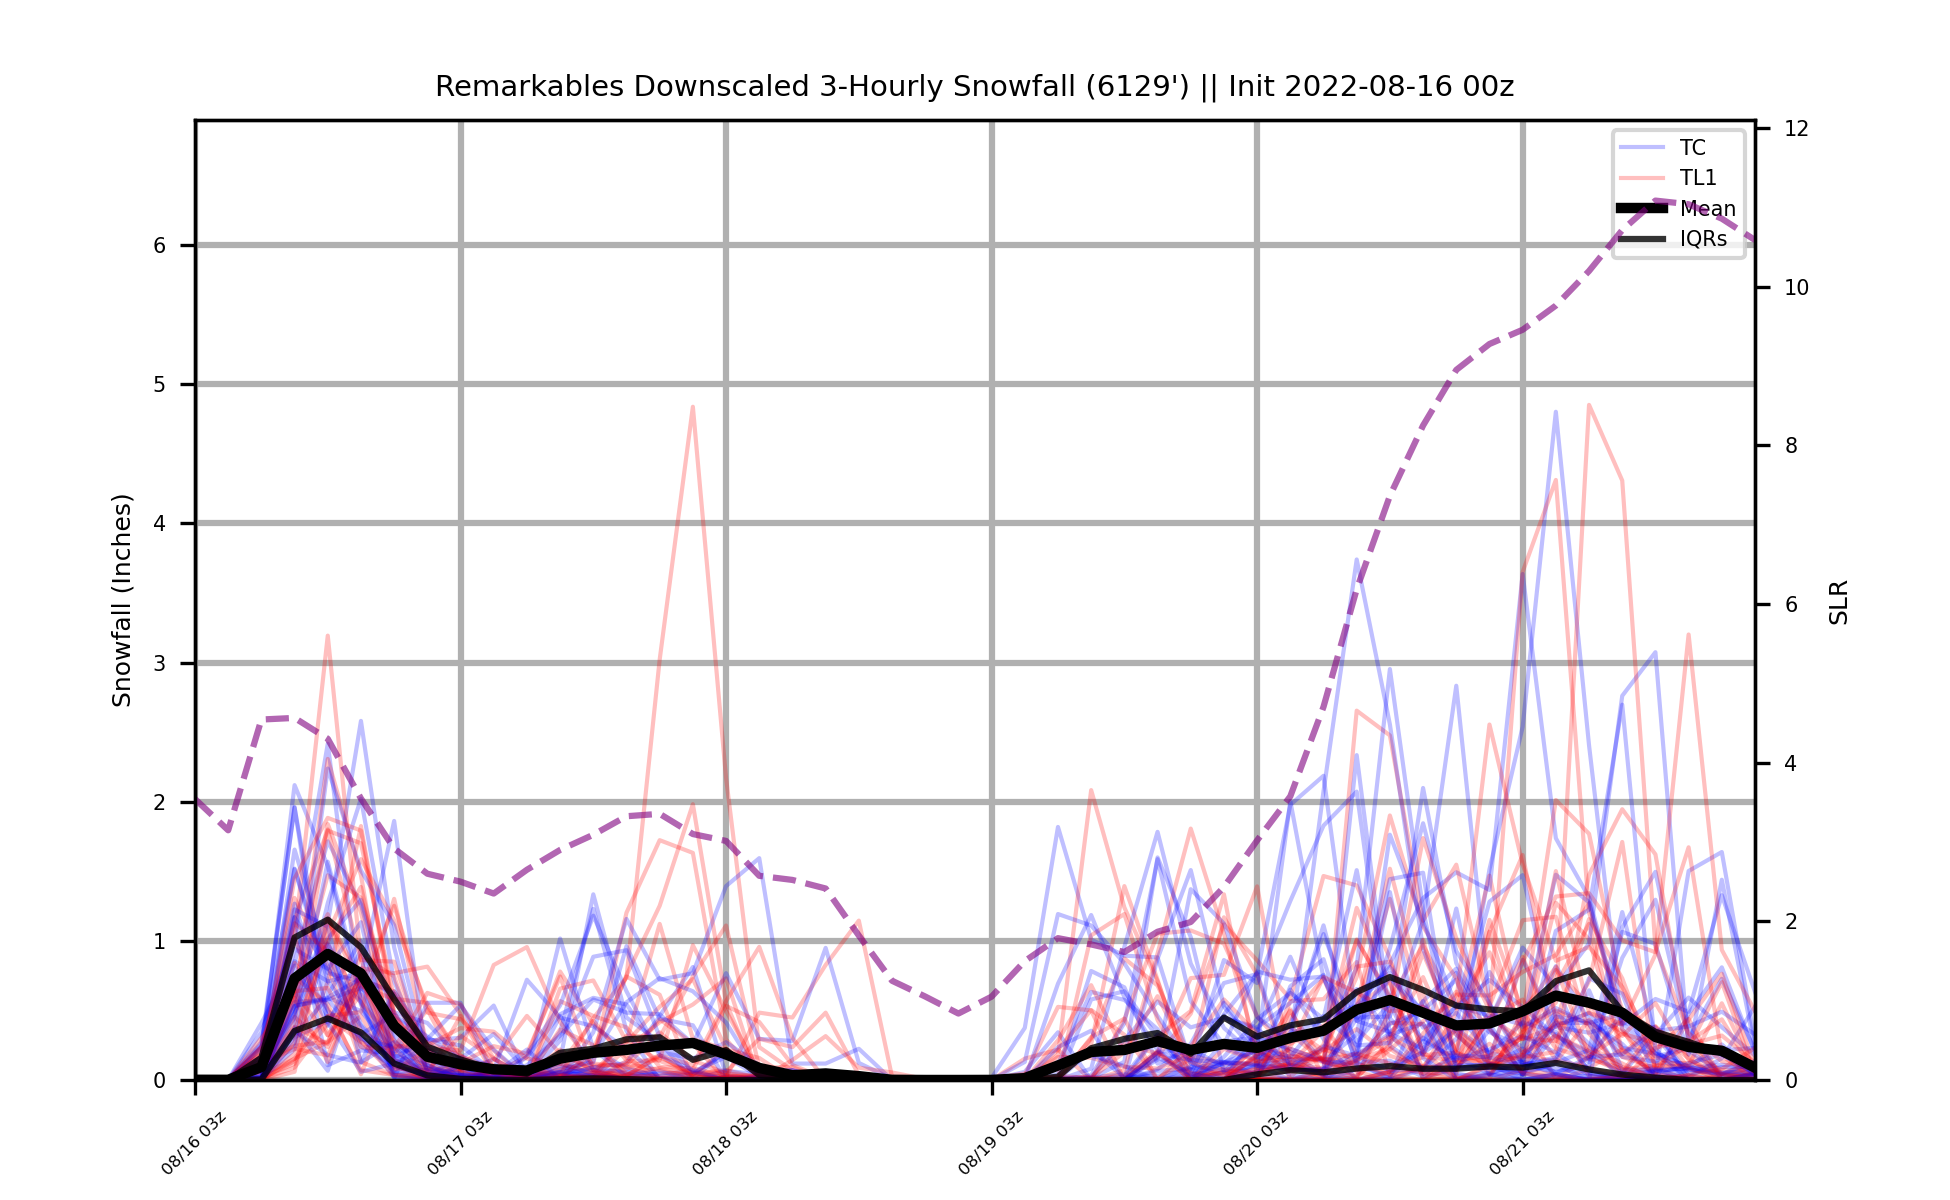 Remarkables Downscaled 3-Hourly Snowfall (6129') || Init 2022-08-16 00z
TC
TL1
Mean
IQRs
Snowfall (Inches)
6
5
4
3
2
1
0
SLR
12
10
8
6
4
2
0
08/16 03z
08/17 03z
08/18 03z
08/19 03z
08/20 03z
08/21 03z